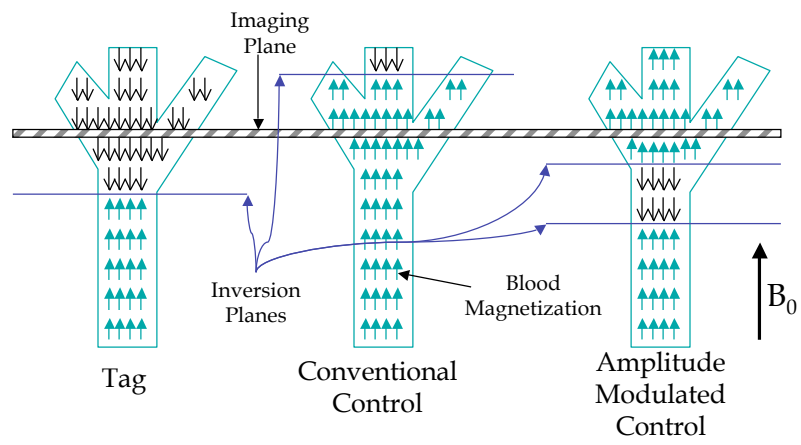 Imaging
Plane
Inversion
Planes
Blood
Magnetization
B0
Tag
Conventional
Control
Amplitude
Modulated
Control